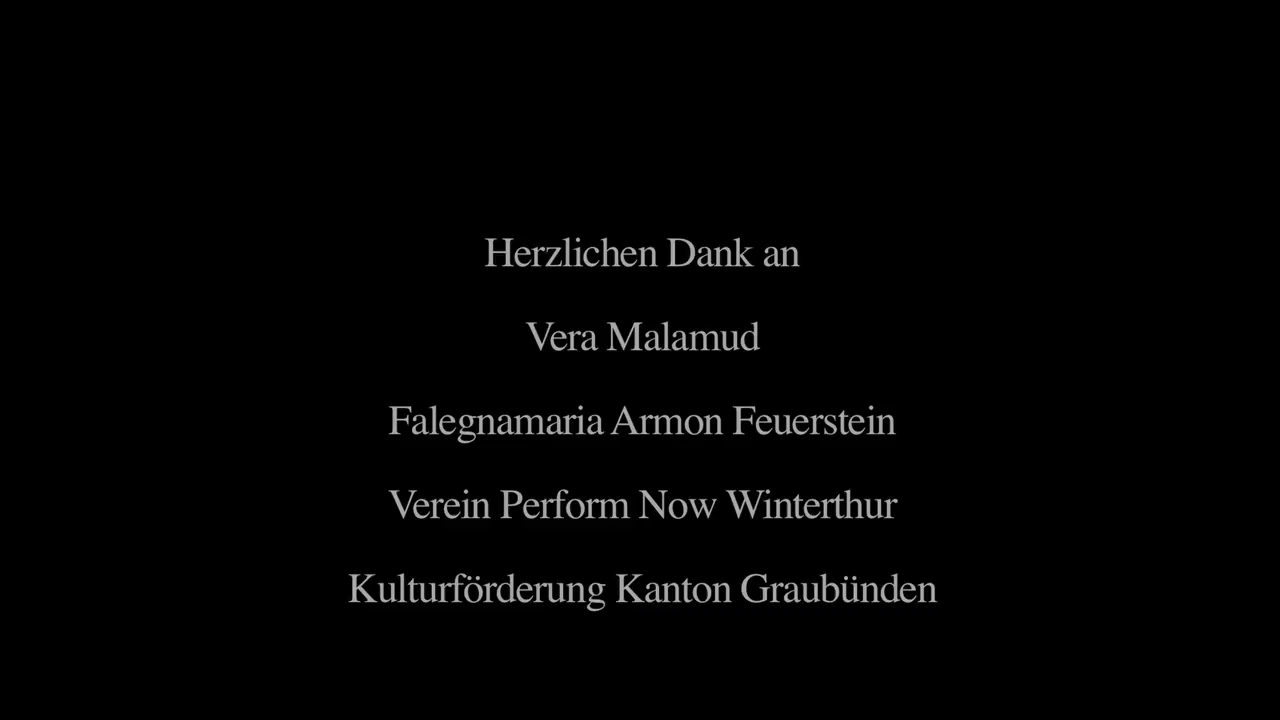 Herzlichen Dank an
Vera Malamud
Falegnamaria Armon Feuerstein
Verein Perform Now Winterthur
Kulturförderung Kanton Graubünden